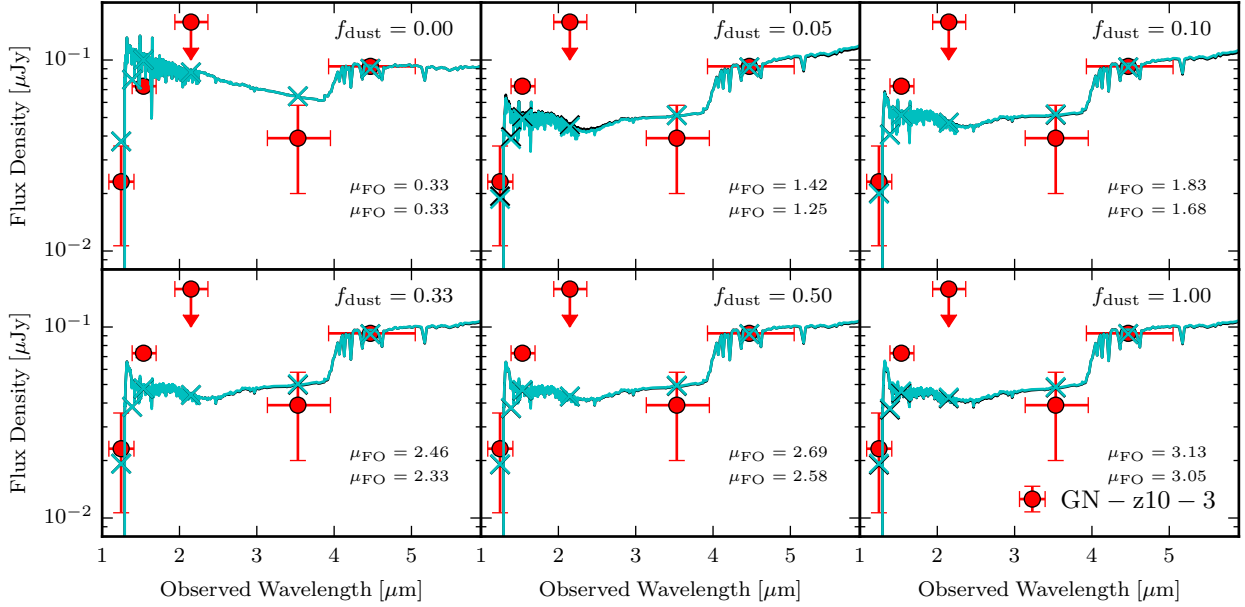 f_dust = 0.00
f_dust = 0.05
f_dust = 0.10
10⁻¹
Flux Density [μJy]
μ_FO = 0.33
μ_FO = 0.33
μ_FO = 1.42
μ_FO = 1.25
μ_FO = 1.83
μ_FO = 1.68
10⁻²
f_dust = 0.33
f_dust = 0.50
f_dust = 1.00
10⁻¹
Flux Density [μJy]
μ_FO = 2.46
μ_FO = 2.33
μ_FO = 2.69
μ_FO = 2.58
μ_FO = 3.13
μ_FO = 3.05
GN − z10 − 3
10⁻²
1 2 3 4 5 1 2 3 4 5 1 2 3 4 5
Observed Wavelength [μm] Observed Wavelength [μm] Observed Wavelength [μm]